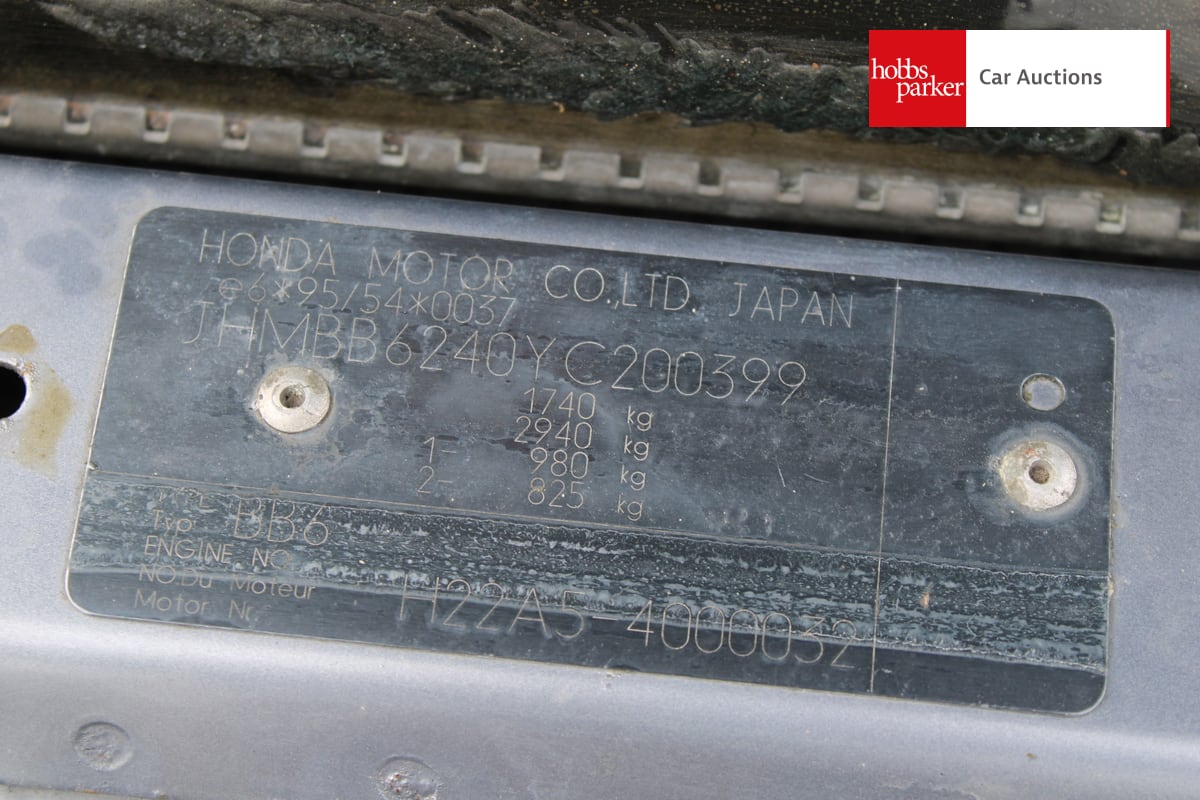 hobbs
parker
Car Auctions
HONDA MOTOR CO.,LTD. JAPAN
e6*95/54*0037
JHMBB6240YC200399
1740 kg
2940 kg
1- 980 kg
2- 825 kg
Typ: BB6
ENGINE NO.
NO.Du Moteur
Motor Nr. H22A5-4000032